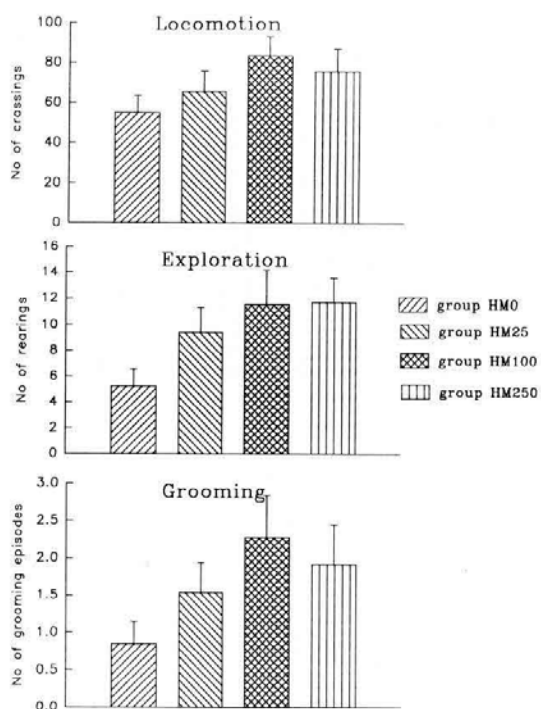 Locomotion
No of crossings
100
80
60
40
20
0
Exploration
No of rearings
16
14
12
10
8
6
4
2
0
group HM0
group HM25
group HM100
group HM250
Grooming
No of grooming episodes
3.0
2.5
2.0
1.5
1.0
0.5
0.0